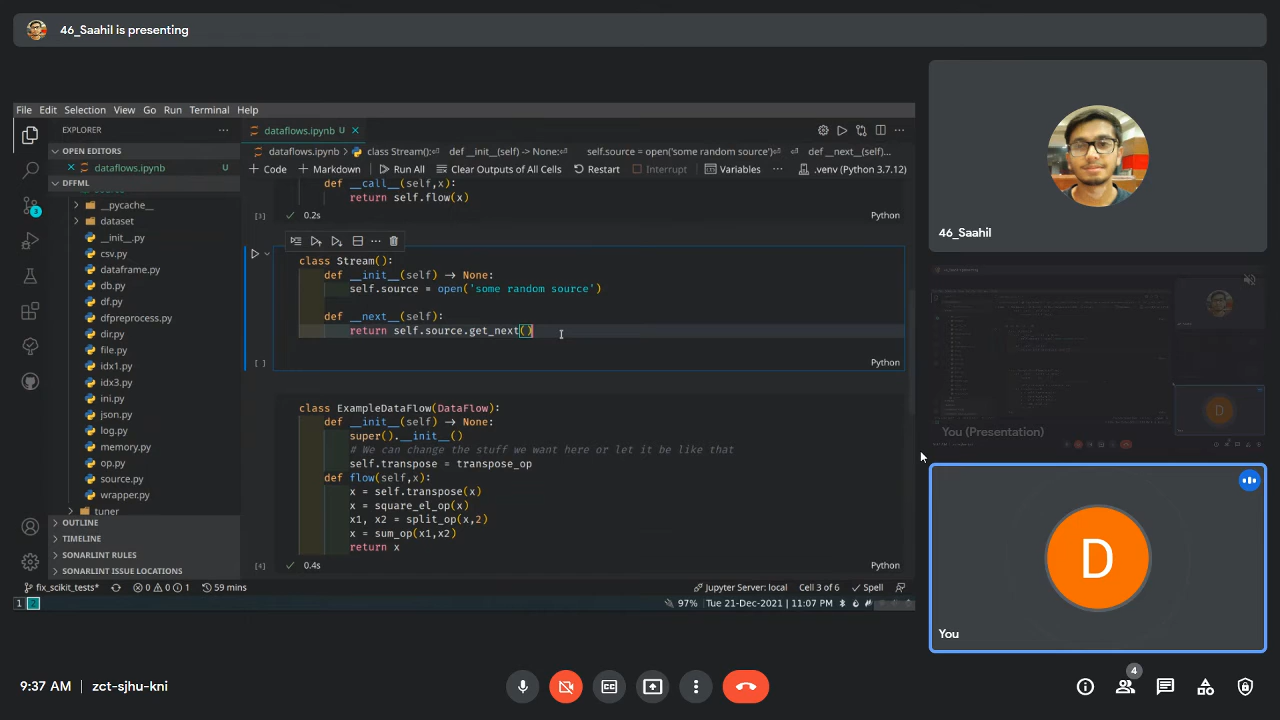 46_Saahil is presenting
File Edit Selection View Go Run Terminal Help
EXPLORER
dataflows.ipynb U
OPEN EDITORS
dataflows.ipynb U
DFFML
__pycache__
dataset
__init__.py
csv.py
dataframe.py
db.py
df.py
dfpreprocess.py
dir.py
file.py
idx1.py
idx3.py
ini.py
json.py
log.py
memory.py
op.py
source.py
wrapper.py
tuner
OUTLINE
TIMELINE
SONARLINT RULES
SONARLINT ISSUE LOCATIONS
3
dataflows.ipynb > class Stream(): def __init__(self) -> None: self.source = open('some random source') def __next__(self)...
+ Code + Markdown Run All Clear Outputs of All Cells Restart Interrupt Variables ... .venv (Python 3.7.12)
def __call__(self,x):
return self.flow(x)
[3] 0.2s Python
class Stream():
def __init__(self) → None:
self.source = open('some random source')
def __next__(self):
return self.source.get_next()
[ ] Python
class ExampleDataFlow(DataFlow):
def __init__(self) → None:
super().__init__()
# We can change the stuff we want here or let it be like that
self.transpose = transpose_op
def flow(self,x):
x = self.transpose(x)
x = square_el_op(x)
x1, x2 = split_op(x,2)
x = sum_op(x1,x2)
return x
[4] 0.4s Python
fix_scikit_tests* 0 0 1 59 mins Jupyter Server: local Cell 3 of 6 Spell
1 2 97% Tue 21-Dec-2021 | 11:07 PM
46_Saahil
You (Presentation)
D
D
You
9:37 AM | zct-sjhu-kni
4